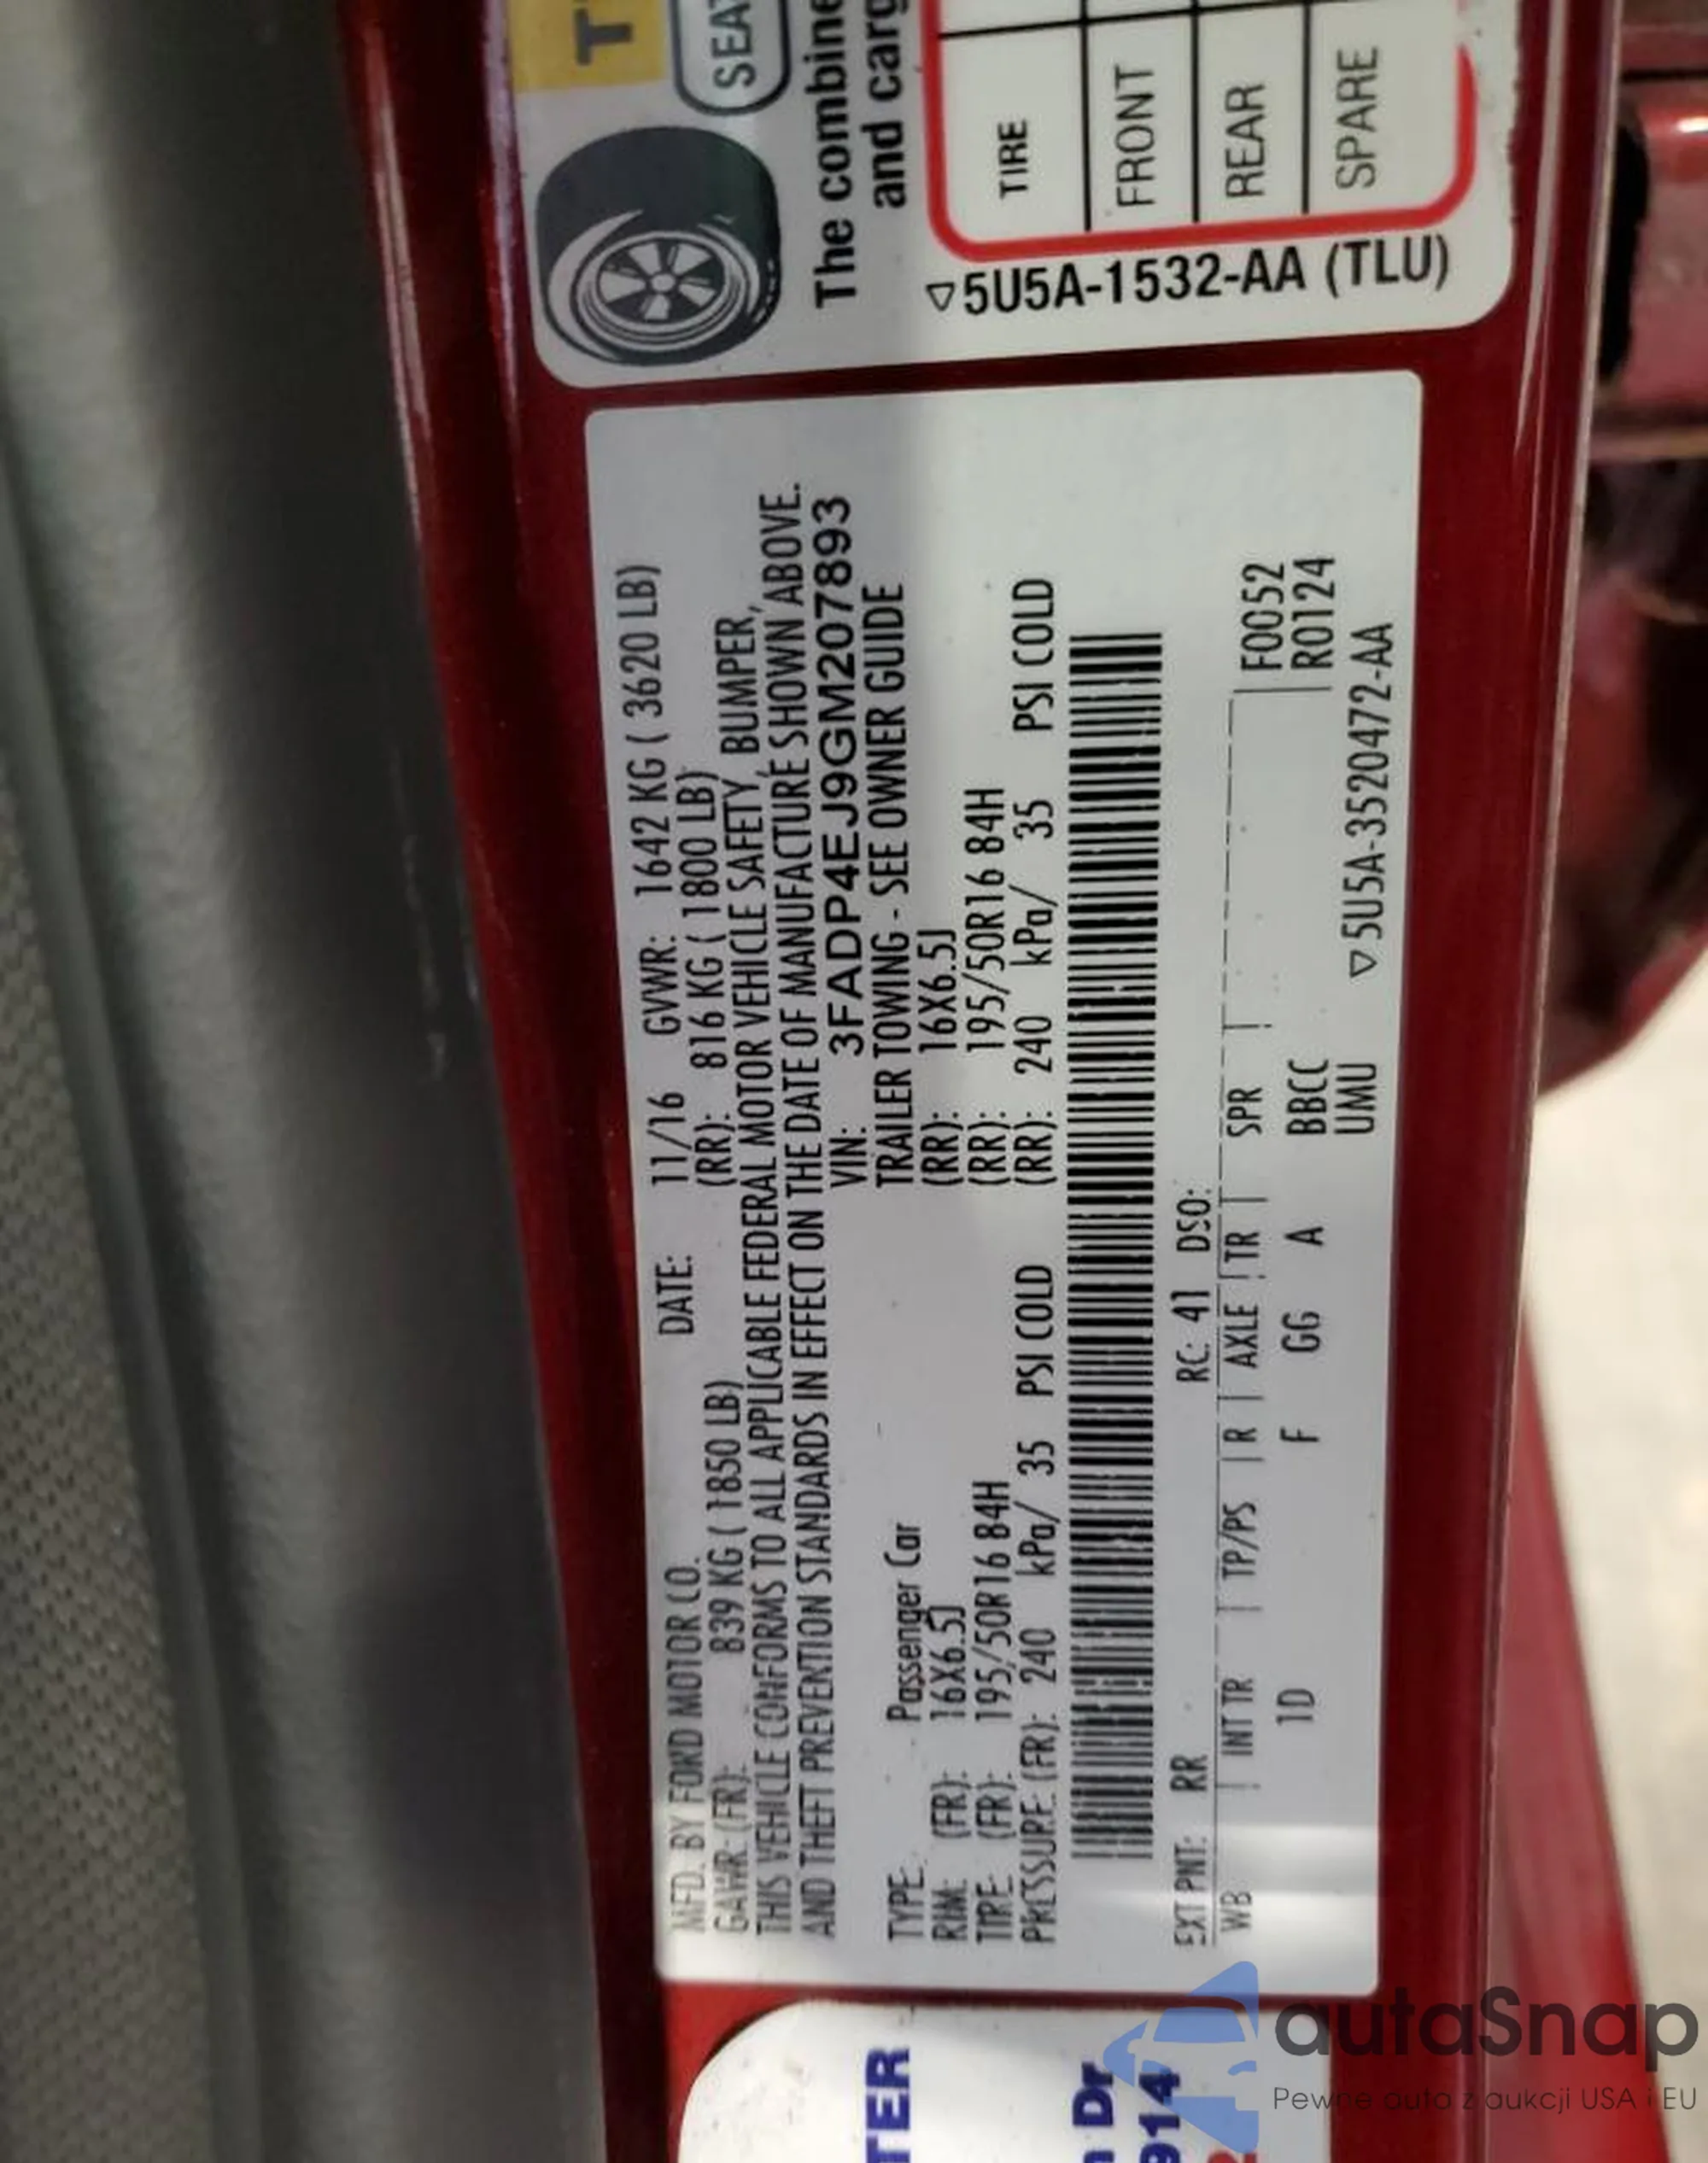 MFD. BY FORD MOTOR CO. DATE: 11/16 GVWR: 1642 KG ( 3620 LB)
GAWR: (FR): 839 KG ( 1850 LB) (RR): 816 KG ( 1800 LB)
THIS VEHICLE CONFORMS TO ALL APPLICABLE FEDERAL MOTOR VEHICLE SAFETY, BUMPER,
AND THEFT PREVENTION STANDARDS IN EFFECT ON THE DATE OF MANUFACTURE SHOWN ABOVE.
VIN: 3FADP4EJ9GM207893
TYPE: Passenger Car TRAILER TOWING - SEE OWNER GUIDE
RIM: (FR): 16X6.5J (RR): 16X6.5J
TIRE: (FR): 195/50R16 84H (RR): 195/50R16 84H
PRESSURE: (FR): 240 kPa/ 35 PSI COLD (RR): 240 kPa/ 35 PSI COLD
EXT PNT: RR RC: 41 DSO:
WB INT TR TP/PS R AXLE TR SPR F0052
1D F GG A BBCC R0124
UMU ▽5U5A-3520472-AA
T
SEA
The combine
and carg
TIRE
FRONT
REAR
SPARE
▽5U5A-1532-AA (TLU)
TER
Dr
914
autaSnap
Pewne auto z aukcji USA i EU